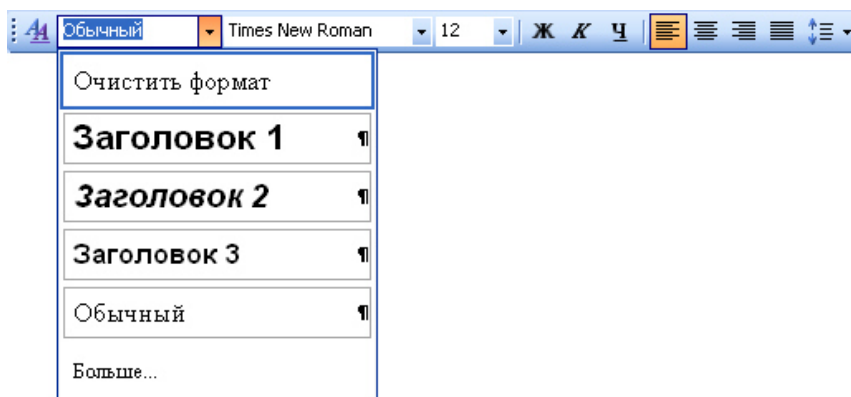 Обычный Times New Roman 12 Ж К Ч
Очистить формат
Заголовок 1 ¶
Заголовок 2 ¶
Заголовок 3 ¶
Обычный ¶
Больше...